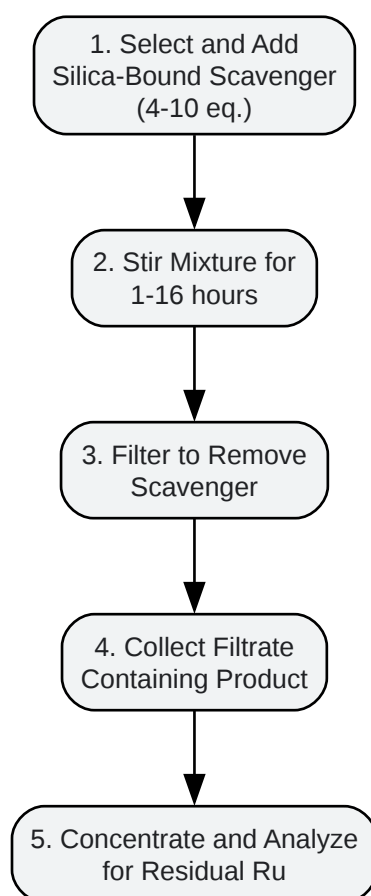 1. Select and Add
Silica-Bound Scavenger
(4-10 eq.)
2. Stir Mixture for
1-16 hours
3. Filter to Remove
Scavenger
4. Collect Filtrate
Containing Product
5. Concentrate and Analyze
for Residual Ru